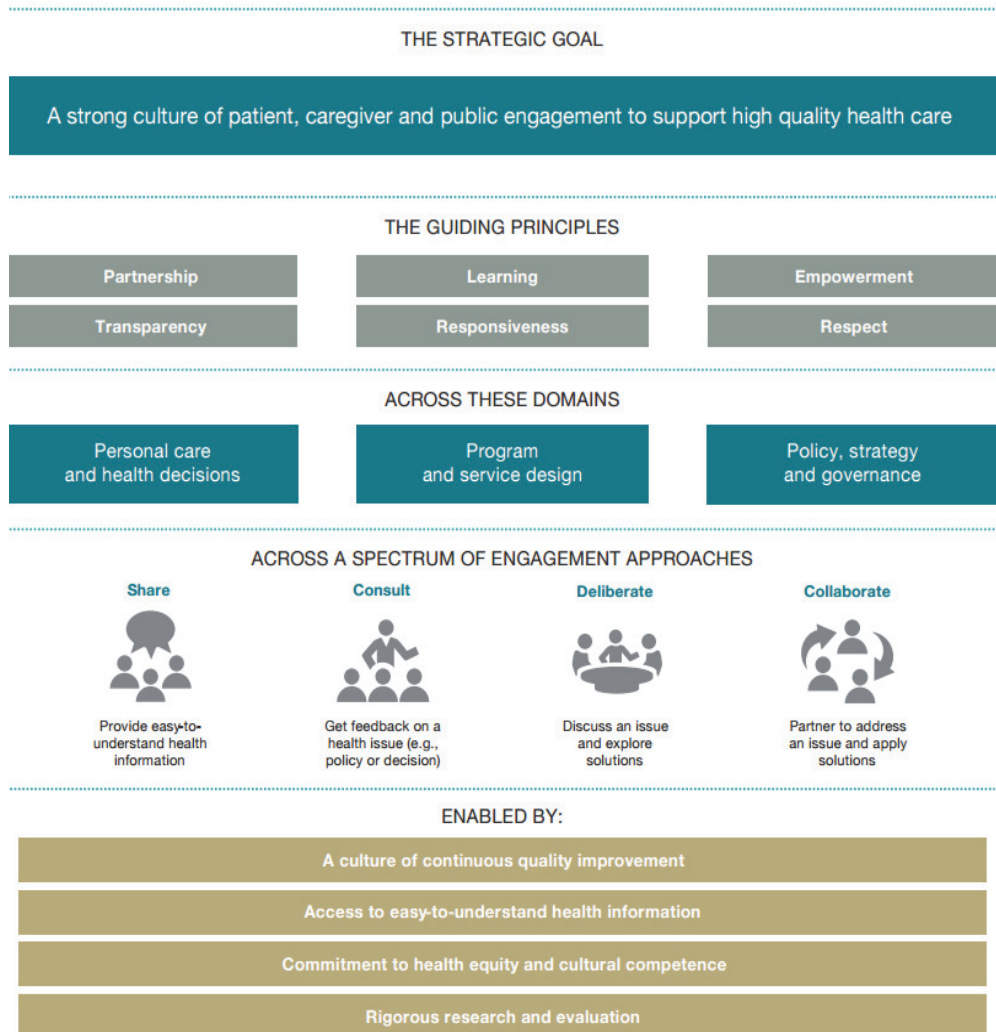 THE STRATEGIC GOAL
A strong culture of patient, caregiver and public engagement to support high quality health care
THE GUIDING PRINCIPLES
Partnership
Learning
Empowerment
Transparency
Responsiveness
Respect
ACROSS THESE DOMAINS
Personal care
and health decisions
Program
and service design
Policy, strategy
and governance
ACROSS A SPECTRUM OF ENGAGEMENT APPROACHES
Share
Provide easy-to-
understand health
information
Consult
Get feedback on a
health issue (e.g.,
policy or decision)
Deliberate
Discuss an issue
and explore
solutions
Collaborate
Partner to address
an issue and apply
solutions
ENABLED BY:
A culture of continuous quality improvement
Access to easy-to-understand health information
Commitment to health equity and cultural competence
Rigorous research and evaluation